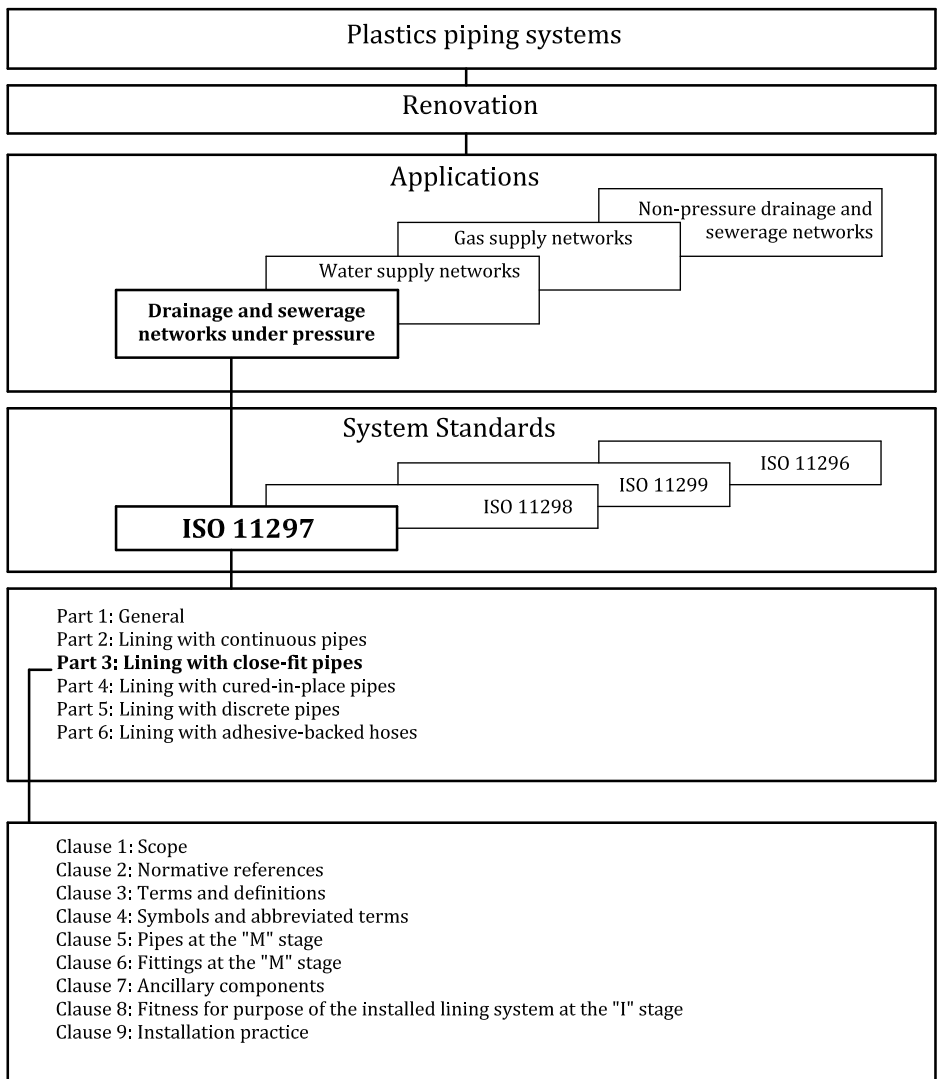 Plastics piping systems
Renovation
Applications
Non-pressure drainage and
sewerage networks
Gas supply networks
Water supply networks
Drainage and sewerage
networks under pressure
System Standards
ISO 11296
ISO 11299
ISO 11298
ISO 11297
Part 1: General
Part 2: Lining with continuous pipes
Part 3: Lining with close-fit pipes
Part 4: Lining with cured-in-place pipes
Part 5: Lining with discrete pipes
Part 6: Lining with adhesive-backed hoses
Clause 1: Scope
Clause 2: Normative references
Clause 3: Terms and definitions
Clause 4: Symbols and abbreviated terms
Clause 5: Pipes at the "M" stage
Clause 6: Fittings at the "M" stage
Clause 7: Ancillary components
Clause 8: Fitness for purpose of the installed lining system at the "I" stage
Clause 9: Installation practice